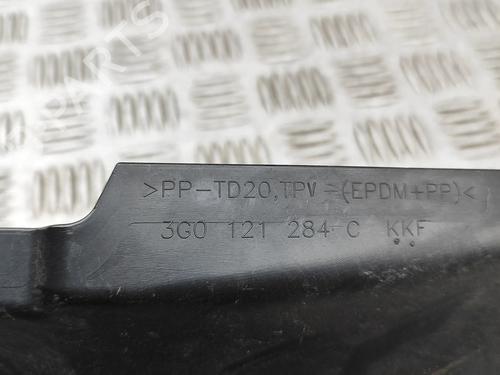 >PP-TD20,TPV-(EPDM+PP)<
3G0 121 284 C KKF